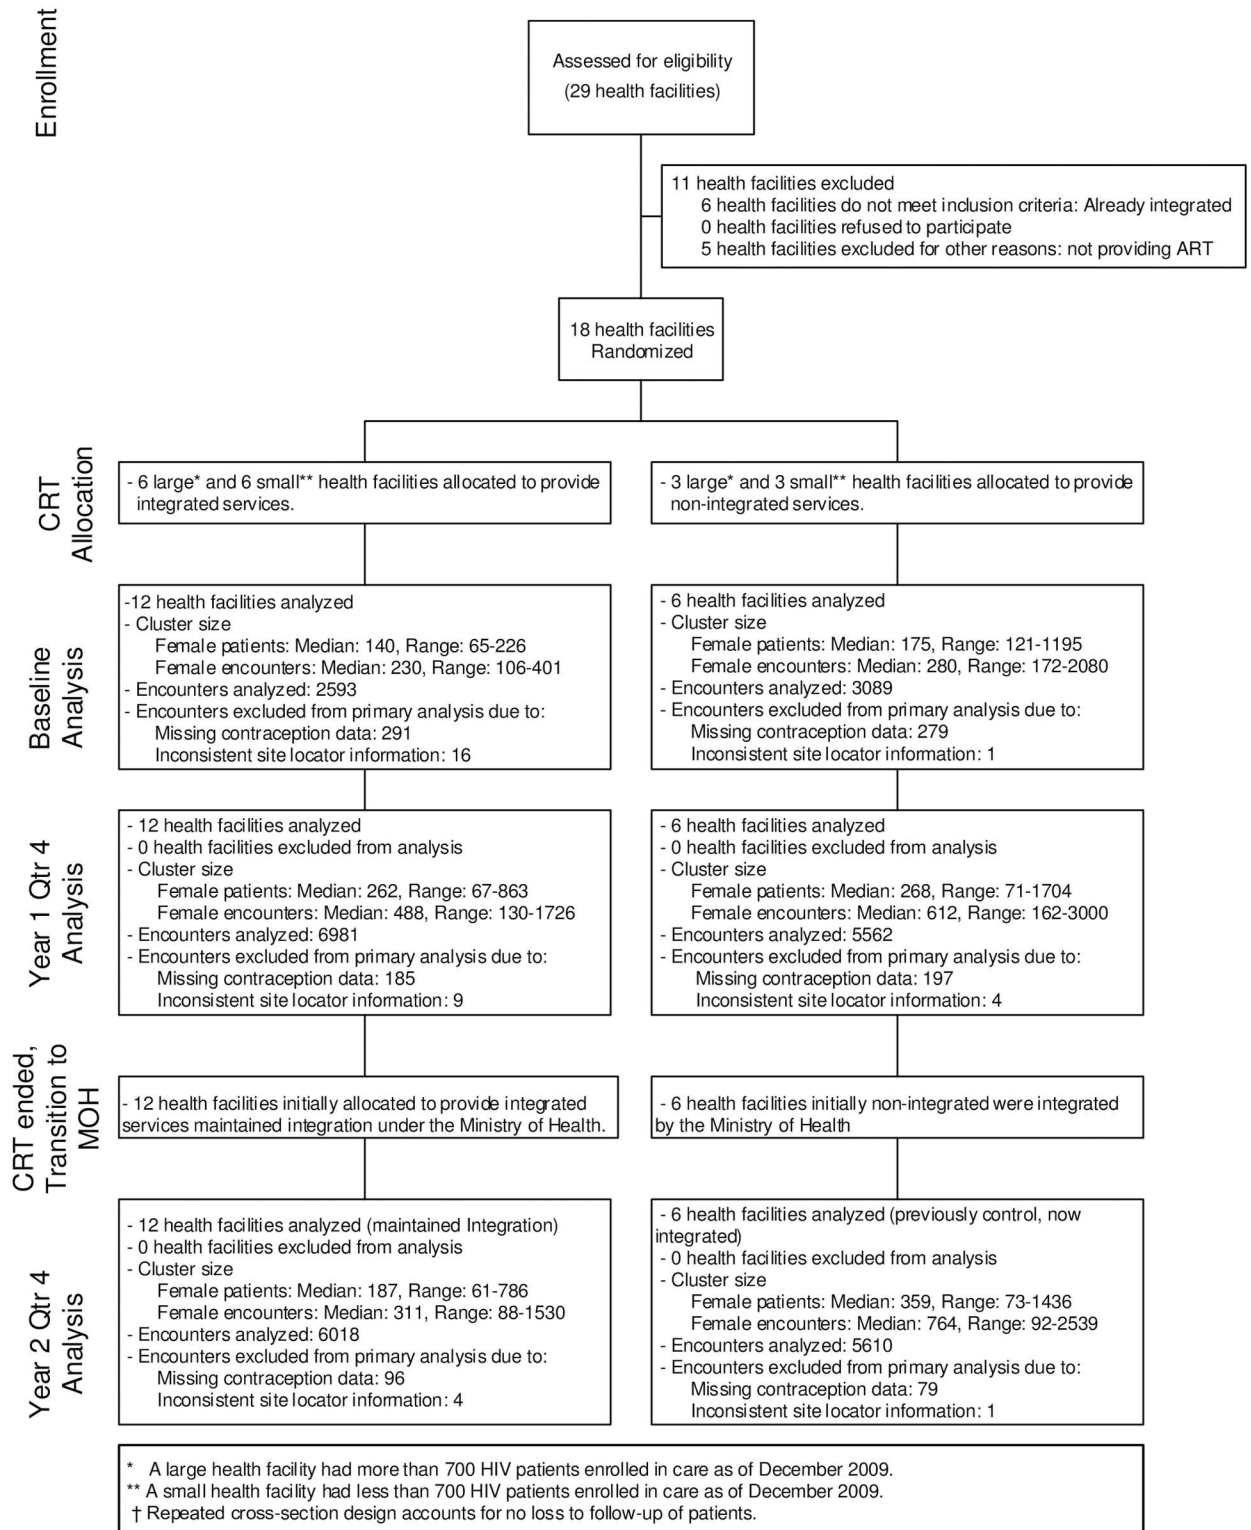 Enrollment
Assessed for eligibility
(29 health facilities)
11 health facilities excluded
6 health facilities do not meet inclusion criteria: Already integrated
0 health facilities refused to participate
5 health facilities excluded for other reasons: not providing ART
18 health facilities
Randomized
CRT
Allocation
- 6 large* and 6 small** health facilities allocated to provide
integrated services.
- 3 large* and 3 small** health facilities allocated to provide
non-integrated services.
Baseline
Analysis
-12 health facilities analyzed
- Cluster size
Female patients: Median: 140, Range: 65-226
Female encounters: Median: 230, Range: 106-401
- Encounters analyzed: 2593
- Encounters excluded from primary analysis due to:
Missing contraception data: 291
Inconsistent site locator information: 16
- 6 health facilities analyzed
- Cluster size
Female patients: Median: 175, Range: 121-1195
Female encounters: Median: 280, Range: 172-2080
- Encounters analyzed: 3089
- Encounters excluded from primary analysis due to:
Missing contraception data: 279
Inconsistent site locator information: 1
Year 1 Qtr 4
Analysis
- 12 health facilities analyzed
- 0 health facilities excluded from analysis
- Cluster size
Female patients: Median: 262, Range: 67-863
Female encounters: Median: 488, Range: 130-1726
- Encounters analyzed: 6981
- Encounters excluded from primary analysis due to:
Missing contraception data: 185
Inconsistent site locator information: 9
- 6 health facilities analyzed
- 0 health facilities excluded from analysis
- Cluster size
Female patients: Median: 268, Range: 71-1704
Female encounters: Median: 612, Range: 162-3000
- Encounters analyzed: 5562
- Encounters excluded from primary analysis due to:
Missing contraception data: 197
Inconsistent site locator information: 4
CRT ended,
Transition to
MOH
- 12 health facilities initially allocated to provide integrated
services maintained integration under the Ministry of Health.
- 6 health facilities initially non-integrated were integrated
by the Ministry of Health
Year 2 Qtr 4
Analysis
- 12 health facilities analyzed (maintained Integration)
- 0 health facilities excluded from analysis
- Cluster size
Female patients: Median: 187, Range: 61-786
Female encounters: Median: 311, Range: 88-1530
- Encounters analyzed: 6018
- Encounters excluded from primary analysis due to:
Missing contraception data: 96
Inconsistent site locator information: 4
- 6 health facilities analyzed (previously control, now
integrated)
- 0 health facilities excluded from analysis
- Cluster size
Female patients: Median: 359, Range: 73-1436
Female encounters: Median: 764, Range: 92-2539
- Encounters analyzed: 5610
- Encounters excluded from primary analysis due to:
Missing contraception data: 79
Inconsistent site locator information: 1
* A large health facility had more than 700 HIV patients enrolled in care as of December 2009.
** A small health facility had less than 700 HIV patients enrolled in care as of December 2009.
† Repeated cross-section design accounts for no loss to follow-up of patients.